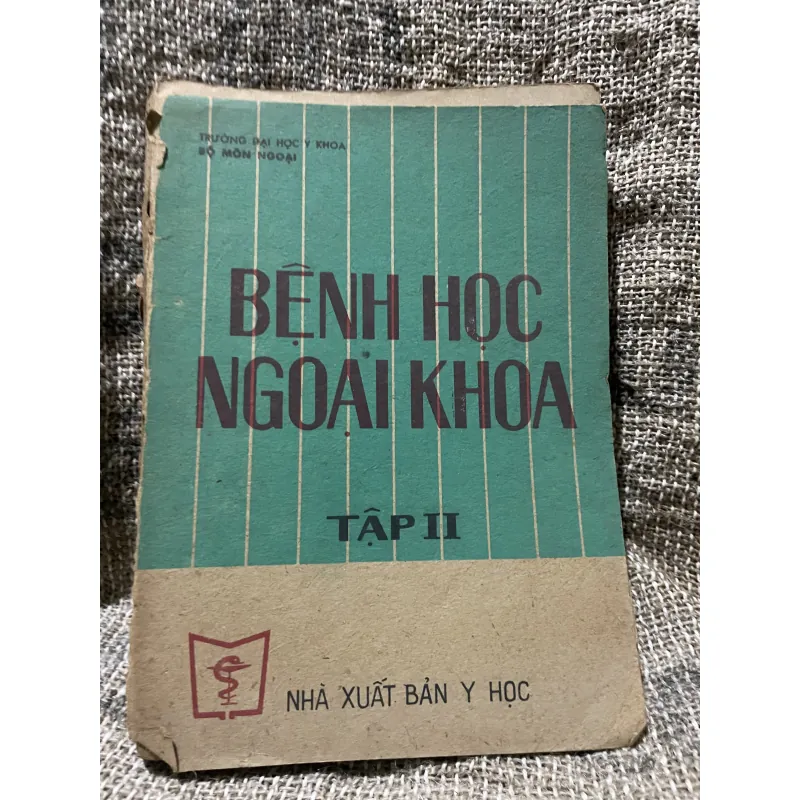 TRƯỜNG ĐẠI HỌC Y KHOA
BỘ MÔN NGOẠI
BỆNH HỌC
NGOẠI KHOA
TẬP II
NHÀ XUẤT BẢN Y HỌC